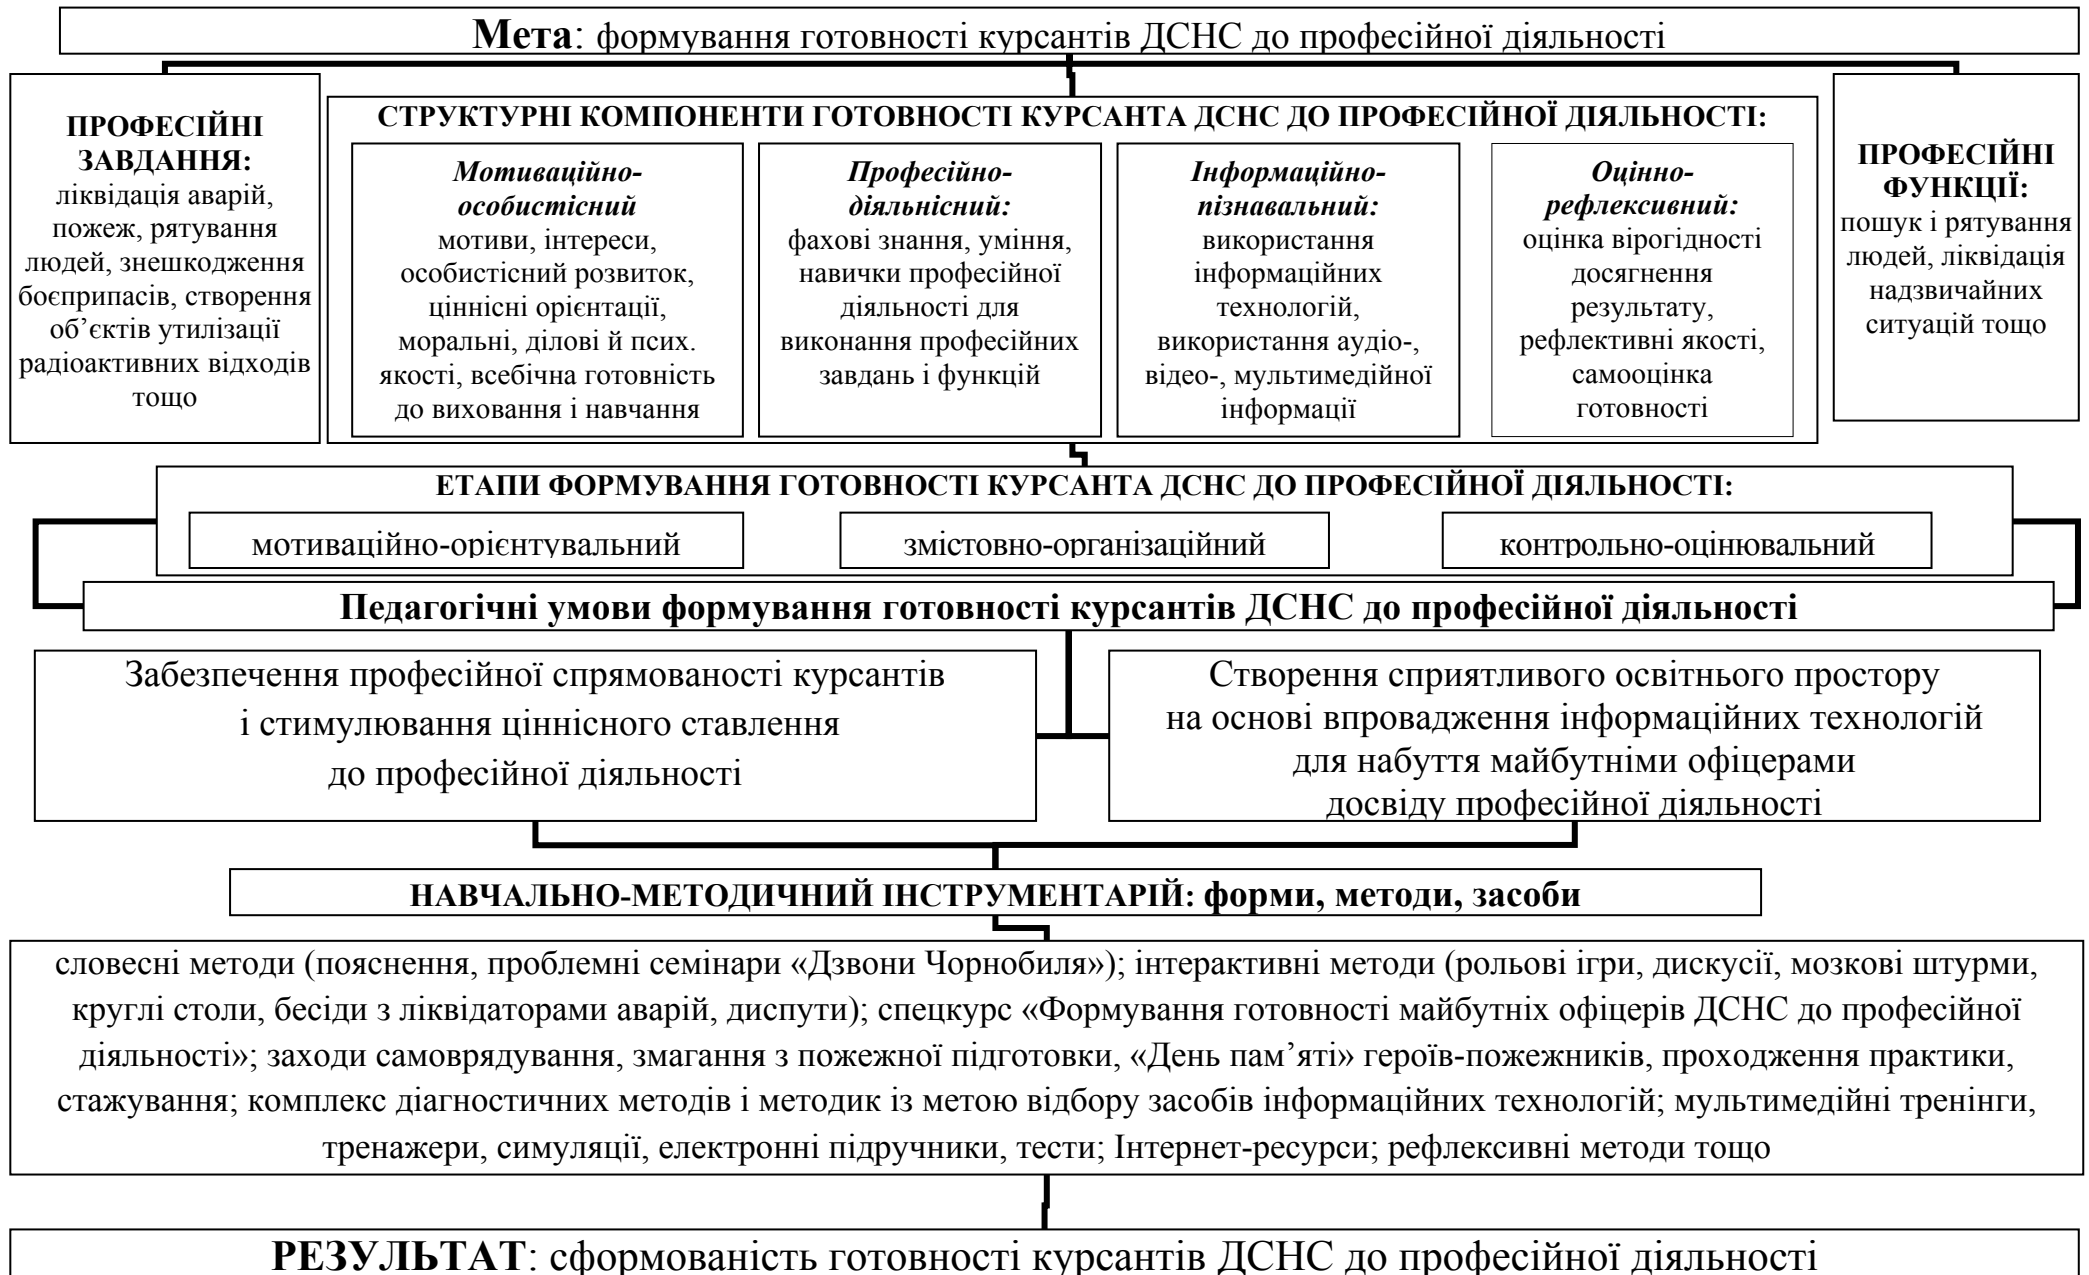 Мета: формування готовності курсантів ДСНС до професійної діяльності
ПРОФЕСІЙНІ
ЗАВДАННЯ:
ліквідація аварій,
пожеж, рятування
людей, знешкодження
боєприпасів, створення
об’єктів утилізації
радіоактивних відходів
тощо
СТРУКТУРНІ КОМПОНЕНТИ ГОТОВНОСТІ КУРСАНТА ДСНС ДО ПРОФЕСІЙНОЇ ДІЯЛЬНОСТІ:
Мотиваційно-
особистісний
мотиви, інтереси,
особистісний розвиток,
ціннісні орієнтації,
моральні, ділові й псих.
якості, всебічна готовність
до виховання і навчання
Професійно-
діяльнісний:
фахові знання, уміння,
навички професійної
діяльності для
виконання професійних
завдань і функцій
Інформаційно-
пізнавальний:
використання
інформаційних
технологій,
використання аудіо-,
відео-, мультимедійної
інформації
Оцінно-
рефлексивний:
оцінка вірогідності
досягнення
результату,
рефлективні якості,
самооцінка
готовності
ПРОФЕСІЙНІ
ФУНКЦІЇ:
пошук і рятування
людей, ліквідація
надзвичайних
ситуацій тощо
ЕТАПИ ФОРМУВАННЯ ГОТОВНОСТІ КУРСАНТА ДСНС ДО ПРОФЕСІЙНОЇ ДІЯЛЬНОСТІ:
мотиваційно-орієнтувальний
змістовно-організаційний
контрольно-оцінювальний
Педагогічні умови формування готовності курсантів ДСНС до професійної діяльності
Забезпечення професійної спрямованості курсантів
і стимулювання ціннісного ставлення
до професійної діяльності
Створення сприятливого освітнього простору
на основі впровадження інформаційних технологій
для набуття майбутніми офіцерами
досвіду професійної діяльності
НАВЧАЛЬНО-МЕТОДИЧНИЙ ІНСТРУМЕНТАРІЙ: форми, методи, засоби
словесні методи (пояснення, проблемні семінари «Дзвони Чорнобиля»); інтерактивні методи (рольові ігри, дискусії, мозкові штурми,
круглі столи, бесіди з ліквідаторами аварій, диспути); спецкурс «Формування готовності майбутніх офіцерів ДСНС до професійної
діяльності»; заходи самоврядування, змагання з пожежної підготовки, «День пам’яті» героїв-пожежників, проходження практики,
стажування; комплекс діагностичних методів і методик із метою відбору засобів інформаційних технологій; мультимедійні тренінги,
тренажери, симуляції, електронні підручники, тести; Інтернет-ресурси; рефлексивні методи тощо
РЕЗУЛЬТАТ: сформованість готовності курсантів ДСНС до професійної діяльності